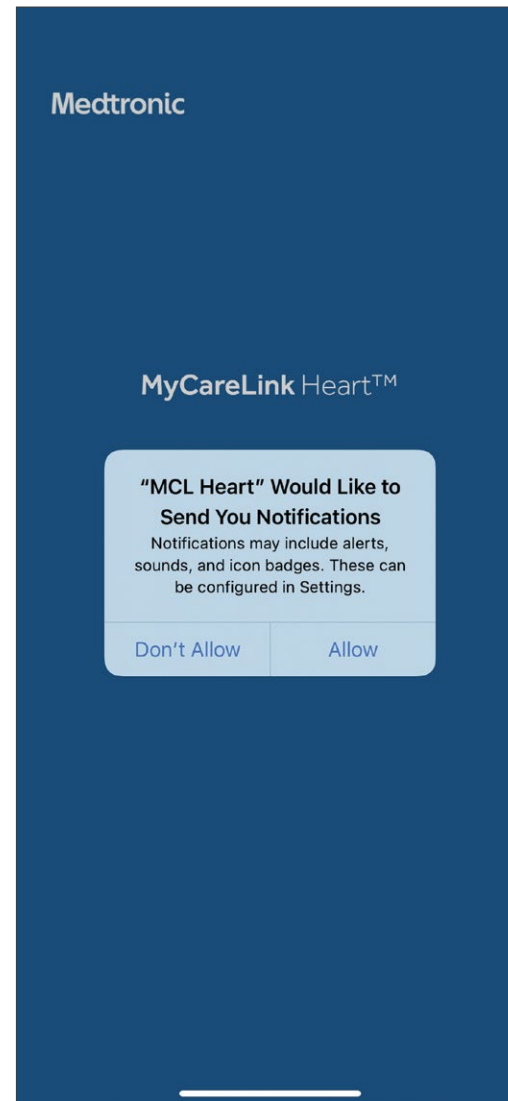 Medtronic
MyCareLink Heart™
“MCL Heart” Would Like to
Send You Notifications
Notifications may include alerts,
sounds, and icon badges. These can
be configured in Settings.
Don’t Allow
Allow